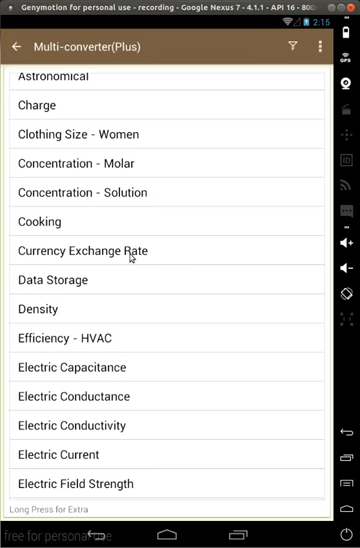 Genymotion for personal use - recording - Google Nexus 7 - 4.1.1 - API 16 - 800
2:15
Multi-converter(Plus)
GPS
Astronomical
Charge
Clothing Size - Women
Concentration - Molar
ID
Concentration - Solution
Cooking
Currency Exchange Rate
Data Storage
Density
Efficiency - HVAC
Electric Capacitance
Electric Conductance
Electric Conductivity
Electric Current
Electric Field Strength
Long Press for Extra
free for personal use